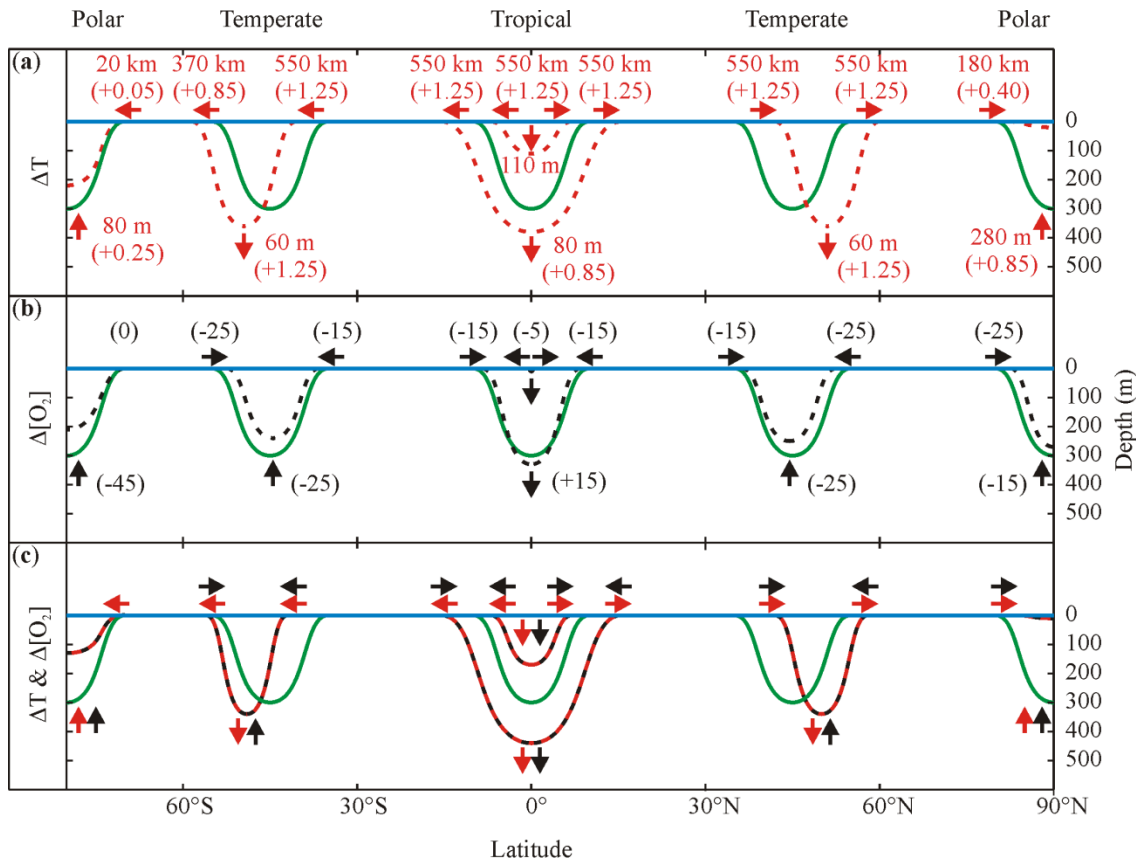 Polar Temperate Tropical Temperate Polar
(a)
20 km 370 km 550 km 550 km 550 km 550 km 550 km 550 km 180 km
(+0.05) (+0.85) (+1.25) (+1.25) (+1.25) (+1.25) (+1.25) (+1.25) (+0.40)
0
100
110 m
ΔT
200
300
80 m 60 m 80 m 60 m 280 m
400
(+0.25) (+1.25) (+0.85) (+1.25) (+0.85)
500
(b)
(0) (-25) (-15) (-15) (-5) (-15) (-15) (-25) (-25)
0
100
Δ[O₂]
200
Depth (m)
300
(-45) (-25) (+15) (-25) (-15)
400
500
(c)
0
100
ΔT & Δ[O₂]
200
300
400
500
60°S 30°S 0° 30°N 60°N 90°N
Latitude